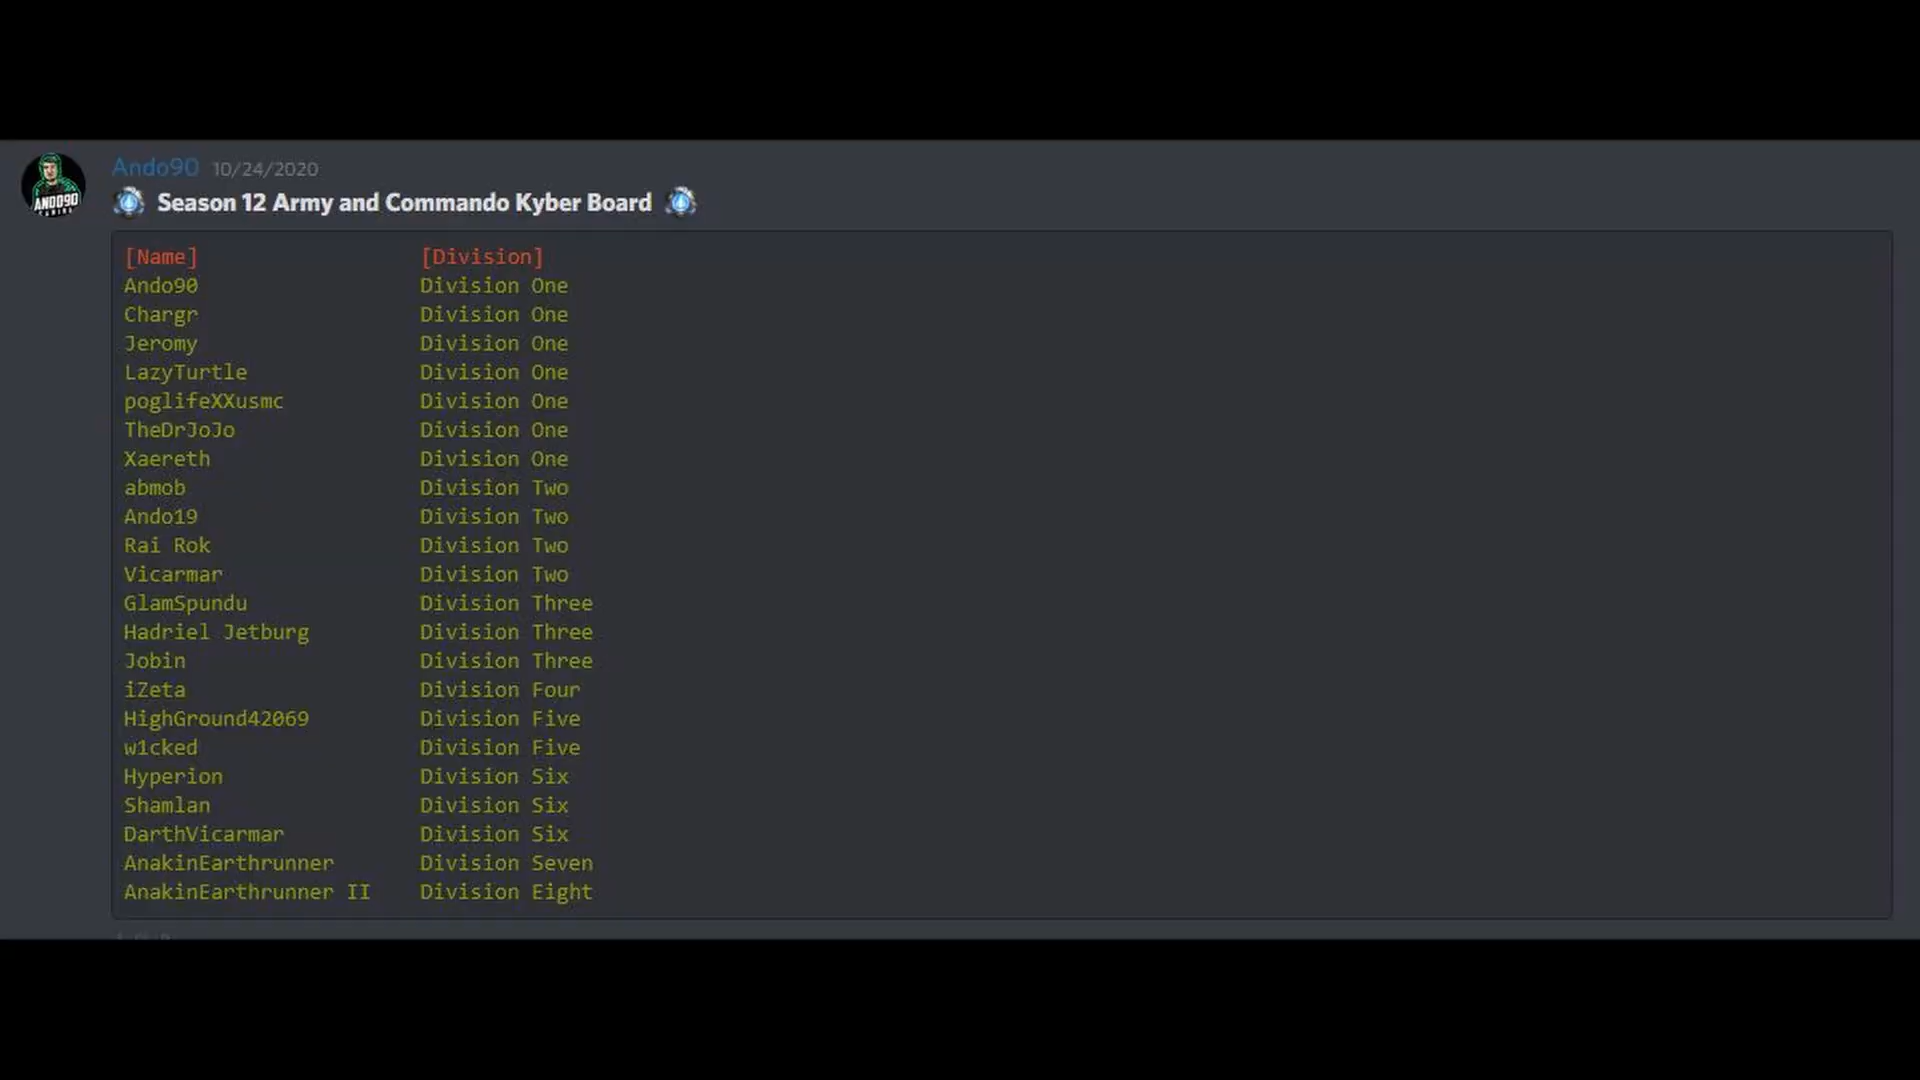 Ando90 10/24/2020
Season 12 Army and Commando Kyber Board
[Name] [Division]
Ando90 Division One
Chargr Division One
Jeromy Division One
LazyTurtle Division One
poglifeXXusmc Division One
TheDrJoJo Division One
Xaereth Division One
abmob Division Two
Ando19 Division Two
Rai Rok Division Two
Vicarmar Division Two
GlamSpundu Division Three
Hadriel Jetburg Division Three
Jobin Division Three
iZeta Division Four
HighGround42069 Division Five
w1cked Division Five
Hyperion Division Six
Shamlan Division Six
DarthVicarmar Division Six
AnakinEarthrunner Division Seven
AnakinEarthrunner II Division Eight
ANDO90
GAMING